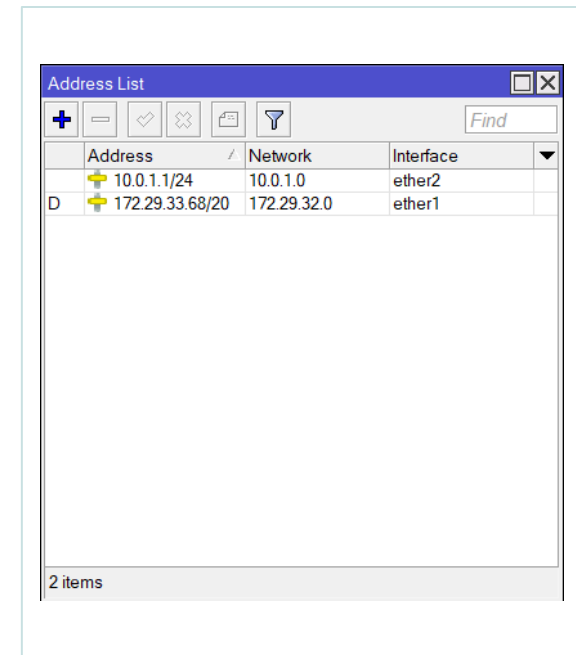 Address List
Find
Address Network Interface
10.0.1.1/24 10.0.1.0 ether2
D 172.29.33.68/20 172.29.32.0 ether1
2 items